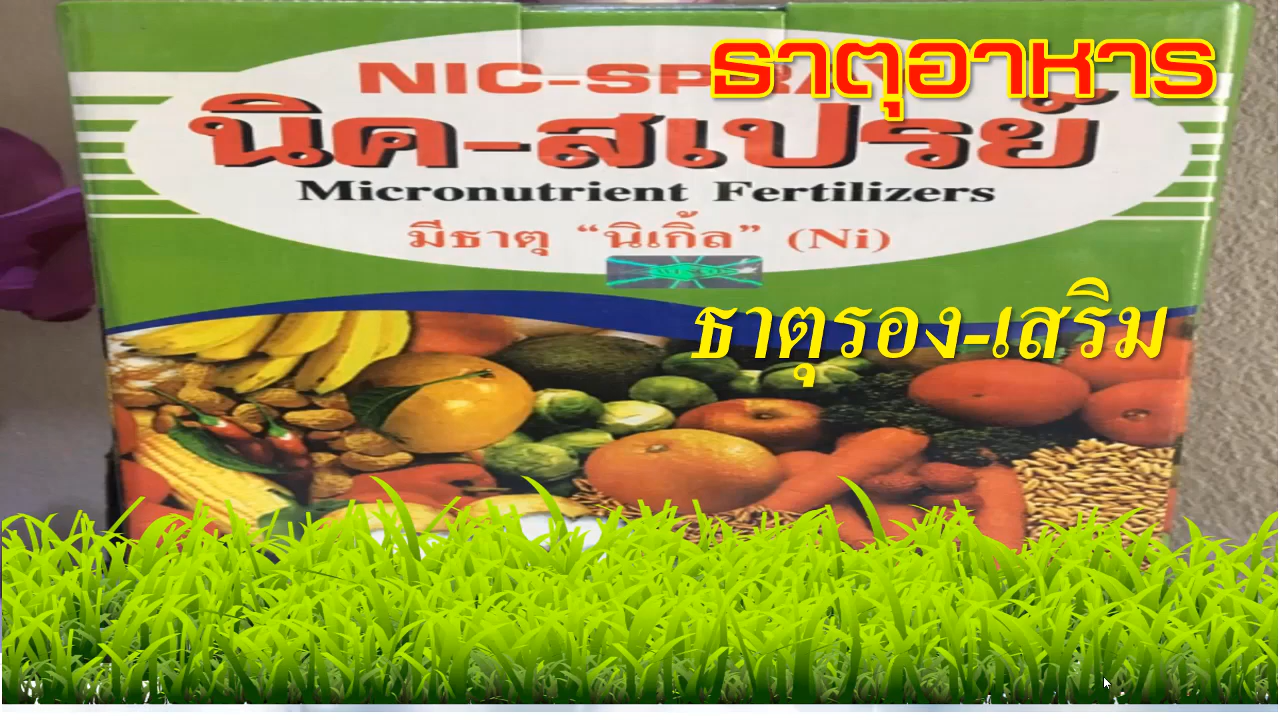 ธาตุอาหาร
NIC-SPRAY
นิค-สเปรย์
Micronutrient Fertilizers
มีธาตุ “นิเกิ้ล” (Ni)
ธาตุรอง-เสริม